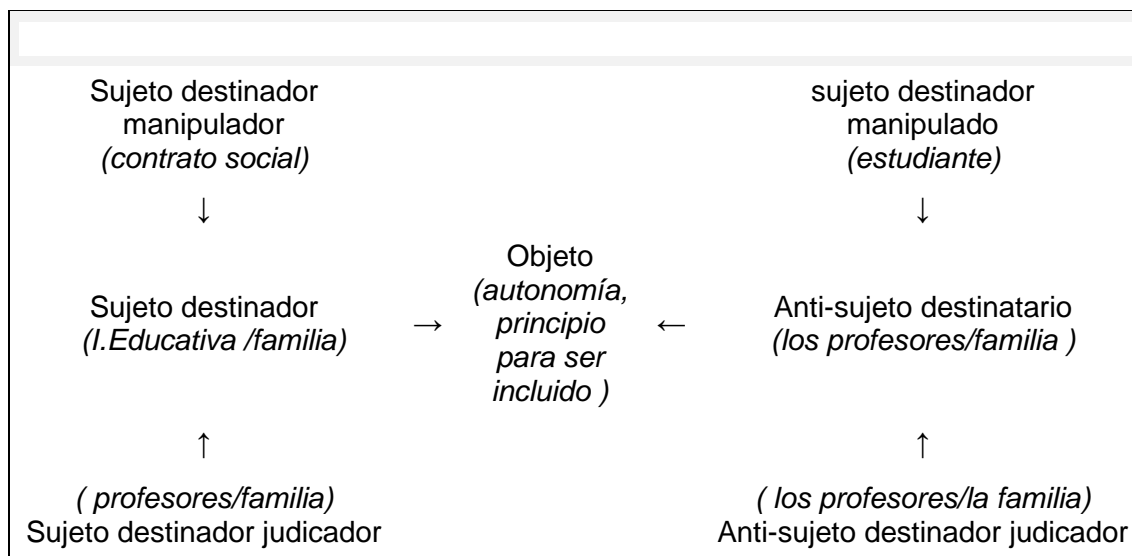 Sujeto destinador
manipulador
(contrato social)
↓
sujeto destinador
manipulado
(estudiante)
↓
Sujeto destinador
(I.Educativa /familia)
→
Objeto
(autonomía,
principio
para ser
incluido )
←
Anti-sujeto destinatario
(los profesores/familia )
↑
( profesores/familia)
Sujeto destinador judicador
↑
( los profesores/la familia)
Anti-sujeto destinador judicador